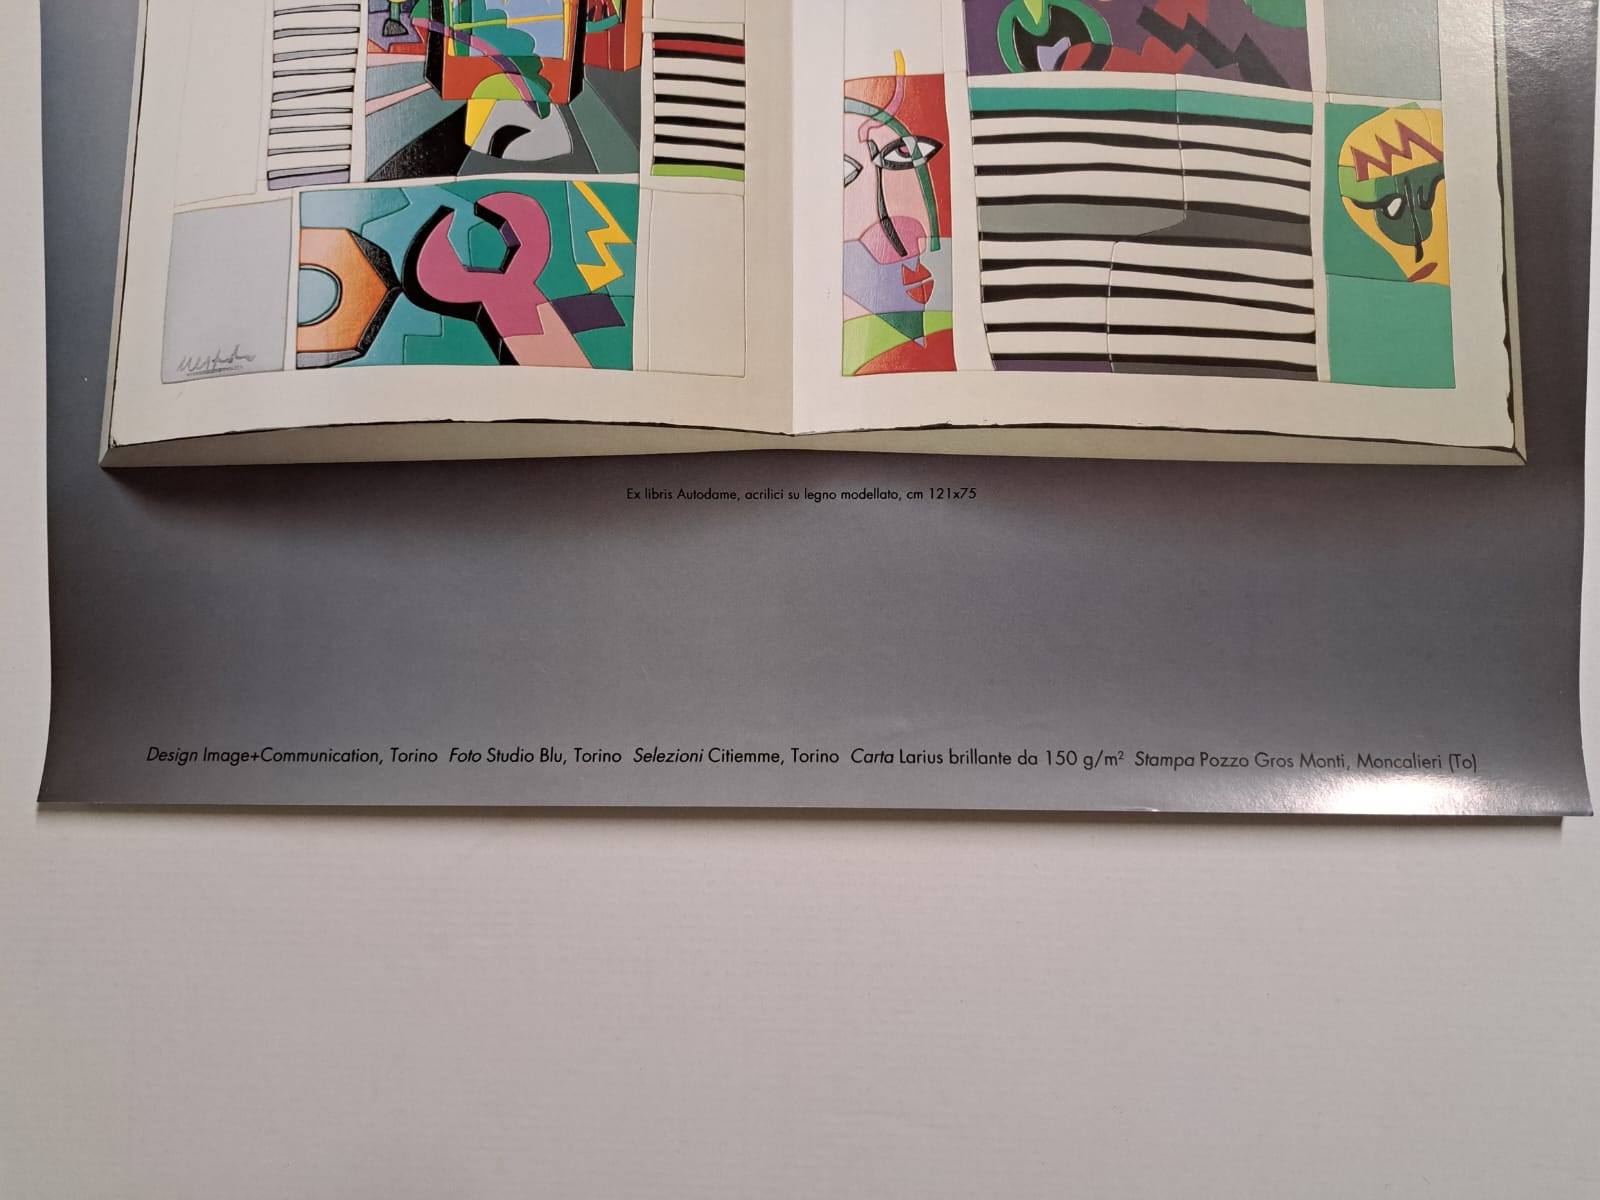 Ex libris Autodame, acrilici su legno modellato, cm 121x75
Design Image+Communication, Torino Foto Studio Blu, Torino Selezioni Citiemme, Torino Carta Larius brillante da 150 g/m² Stampa Pozzo Gros Monti, Moncalieri (To)